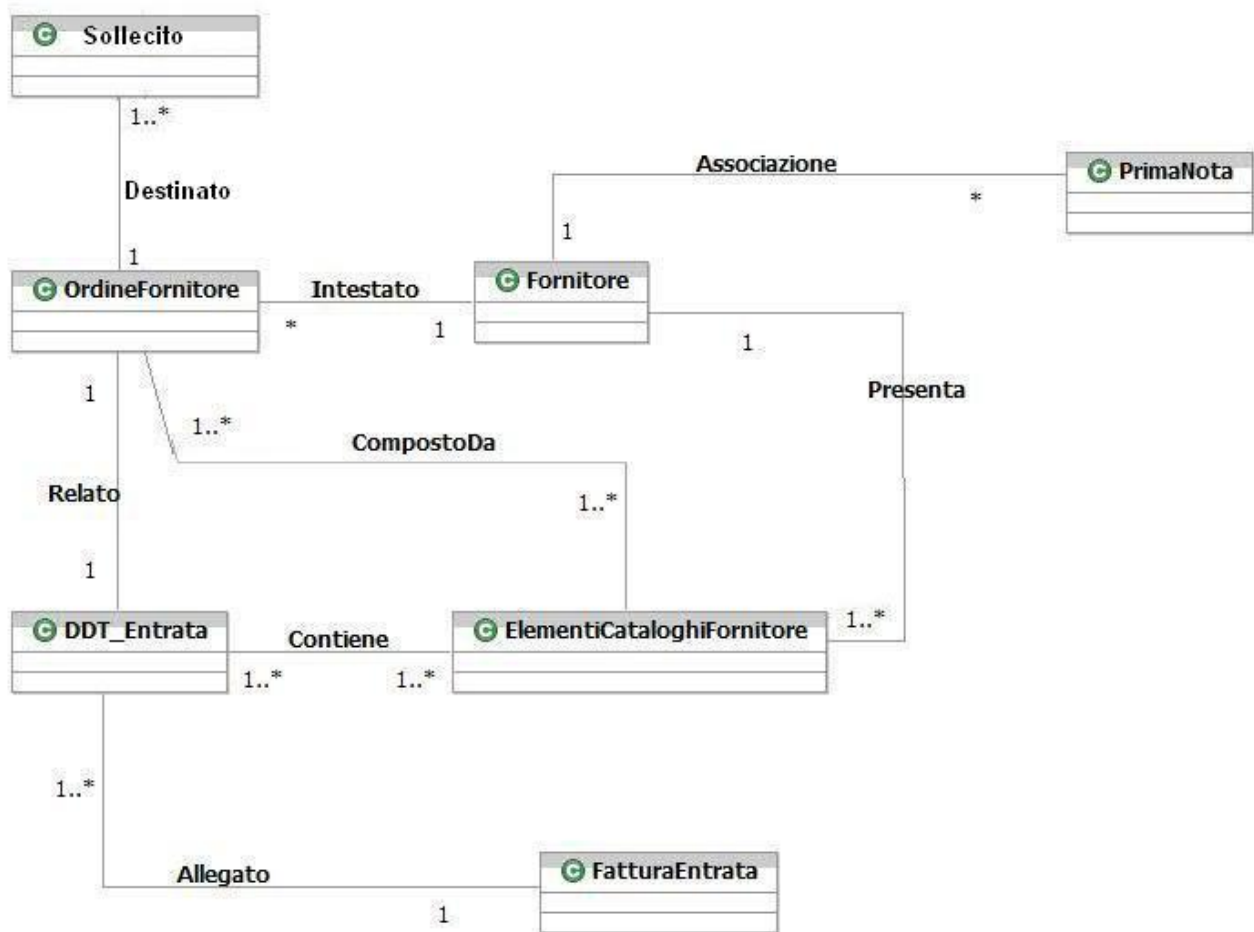 C Sollecito
1..*
Associazione
C PrimaNota
*
Destinato
1
1
C OrdineFornitore
Intestato
C Fornitore
*
1
1
1
Presenta
1..*
CompostoDa
Relato
1..*
1
C DDT_Entrata
Contiene
C ElementiCataloghiFornitore
1..*
1..*
1..*
1..*
Allegato
C FatturaEntrata
1